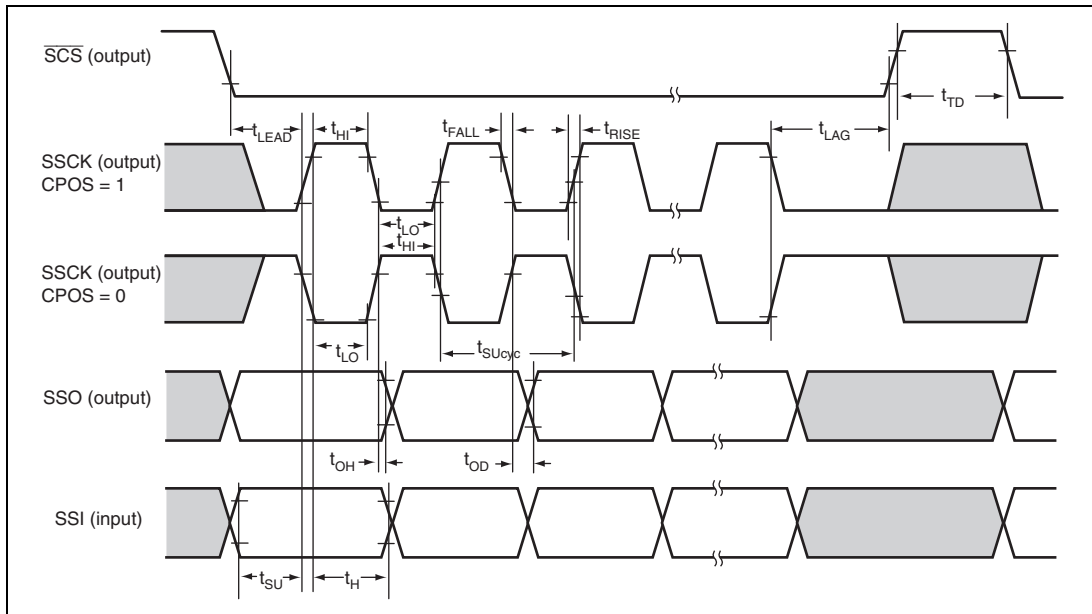 SCS (output)
tTD
tLEAD
tHI
tFALL
tRISE
tLAG
SSCK (output)
CPOS = 1
tLO
tHI
SSCK (output)
CPOS = 0
tLO
tSUcyc
SSO (output)
tOH
tOD
SSI (input)
tSU
tH